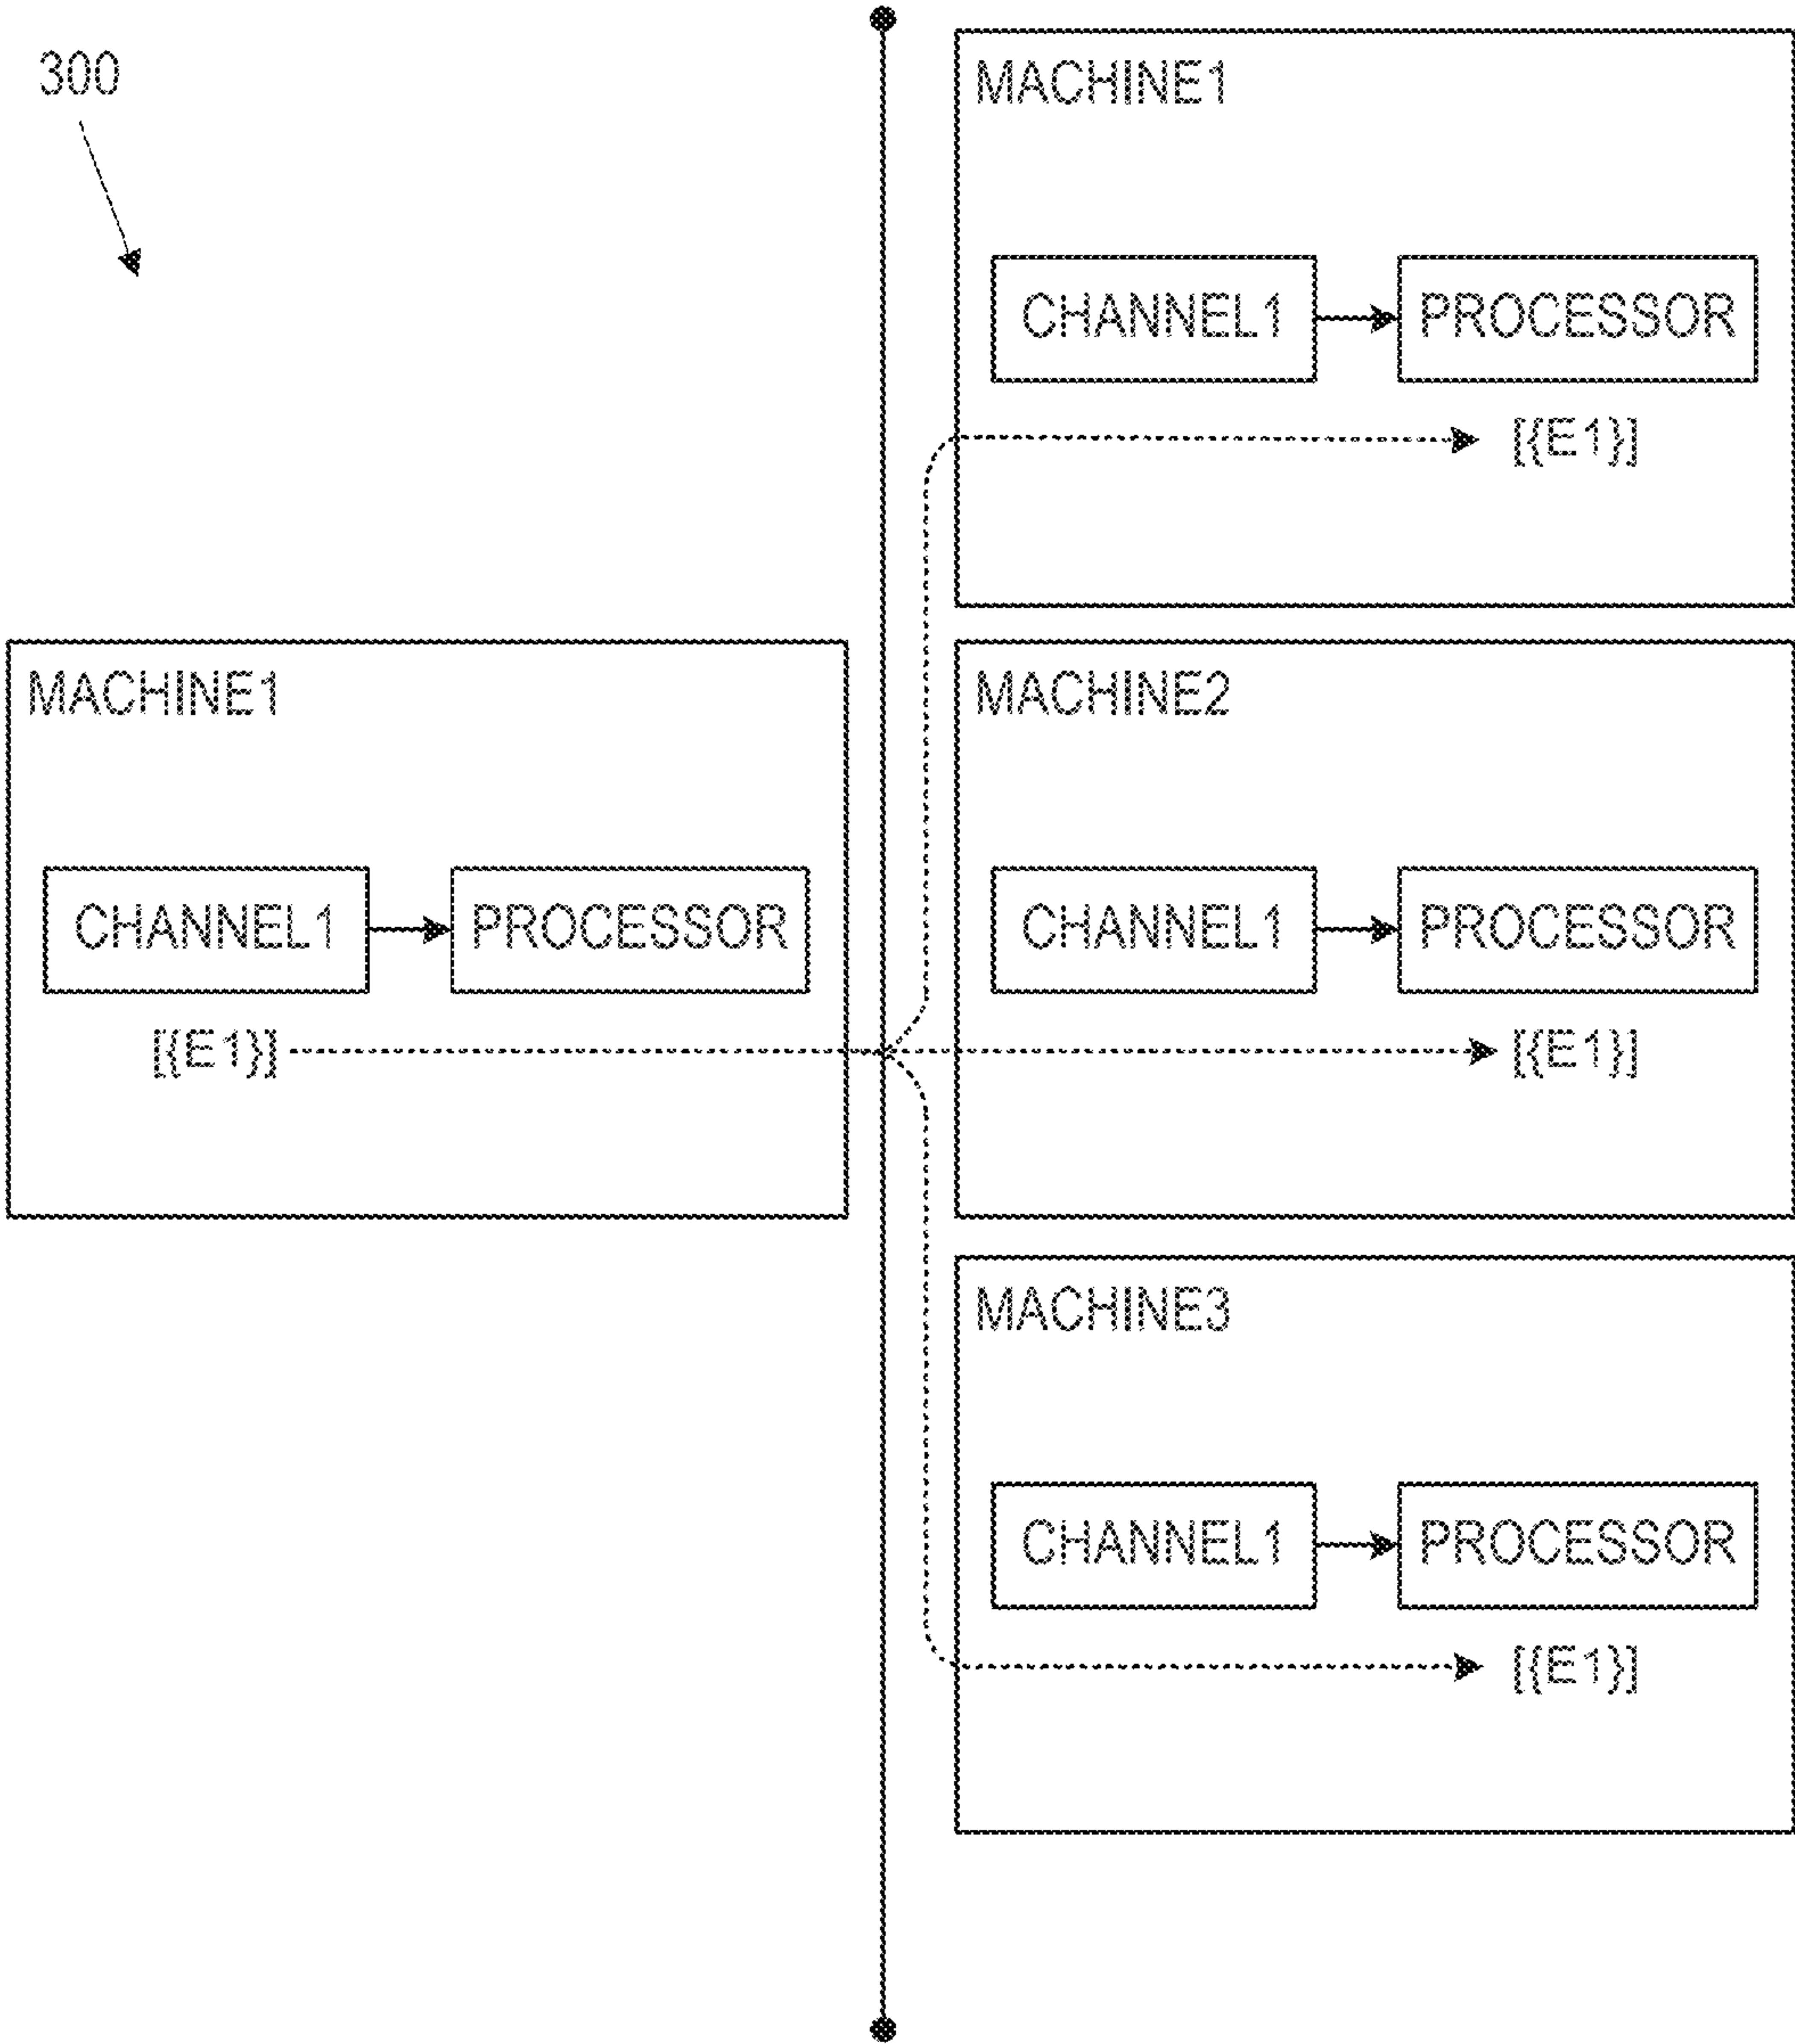 300
MACHINE1
CHANNEL1
PROCESSOR
[{E1}]
MACHINE1
CHANNEL1
PROCESSOR
[{E1}]
MACHINE2
CHANNEL1
PROCESSOR
[{E1}]
MACHINE3
CHANNEL1
PROCESSOR
[{E1}]